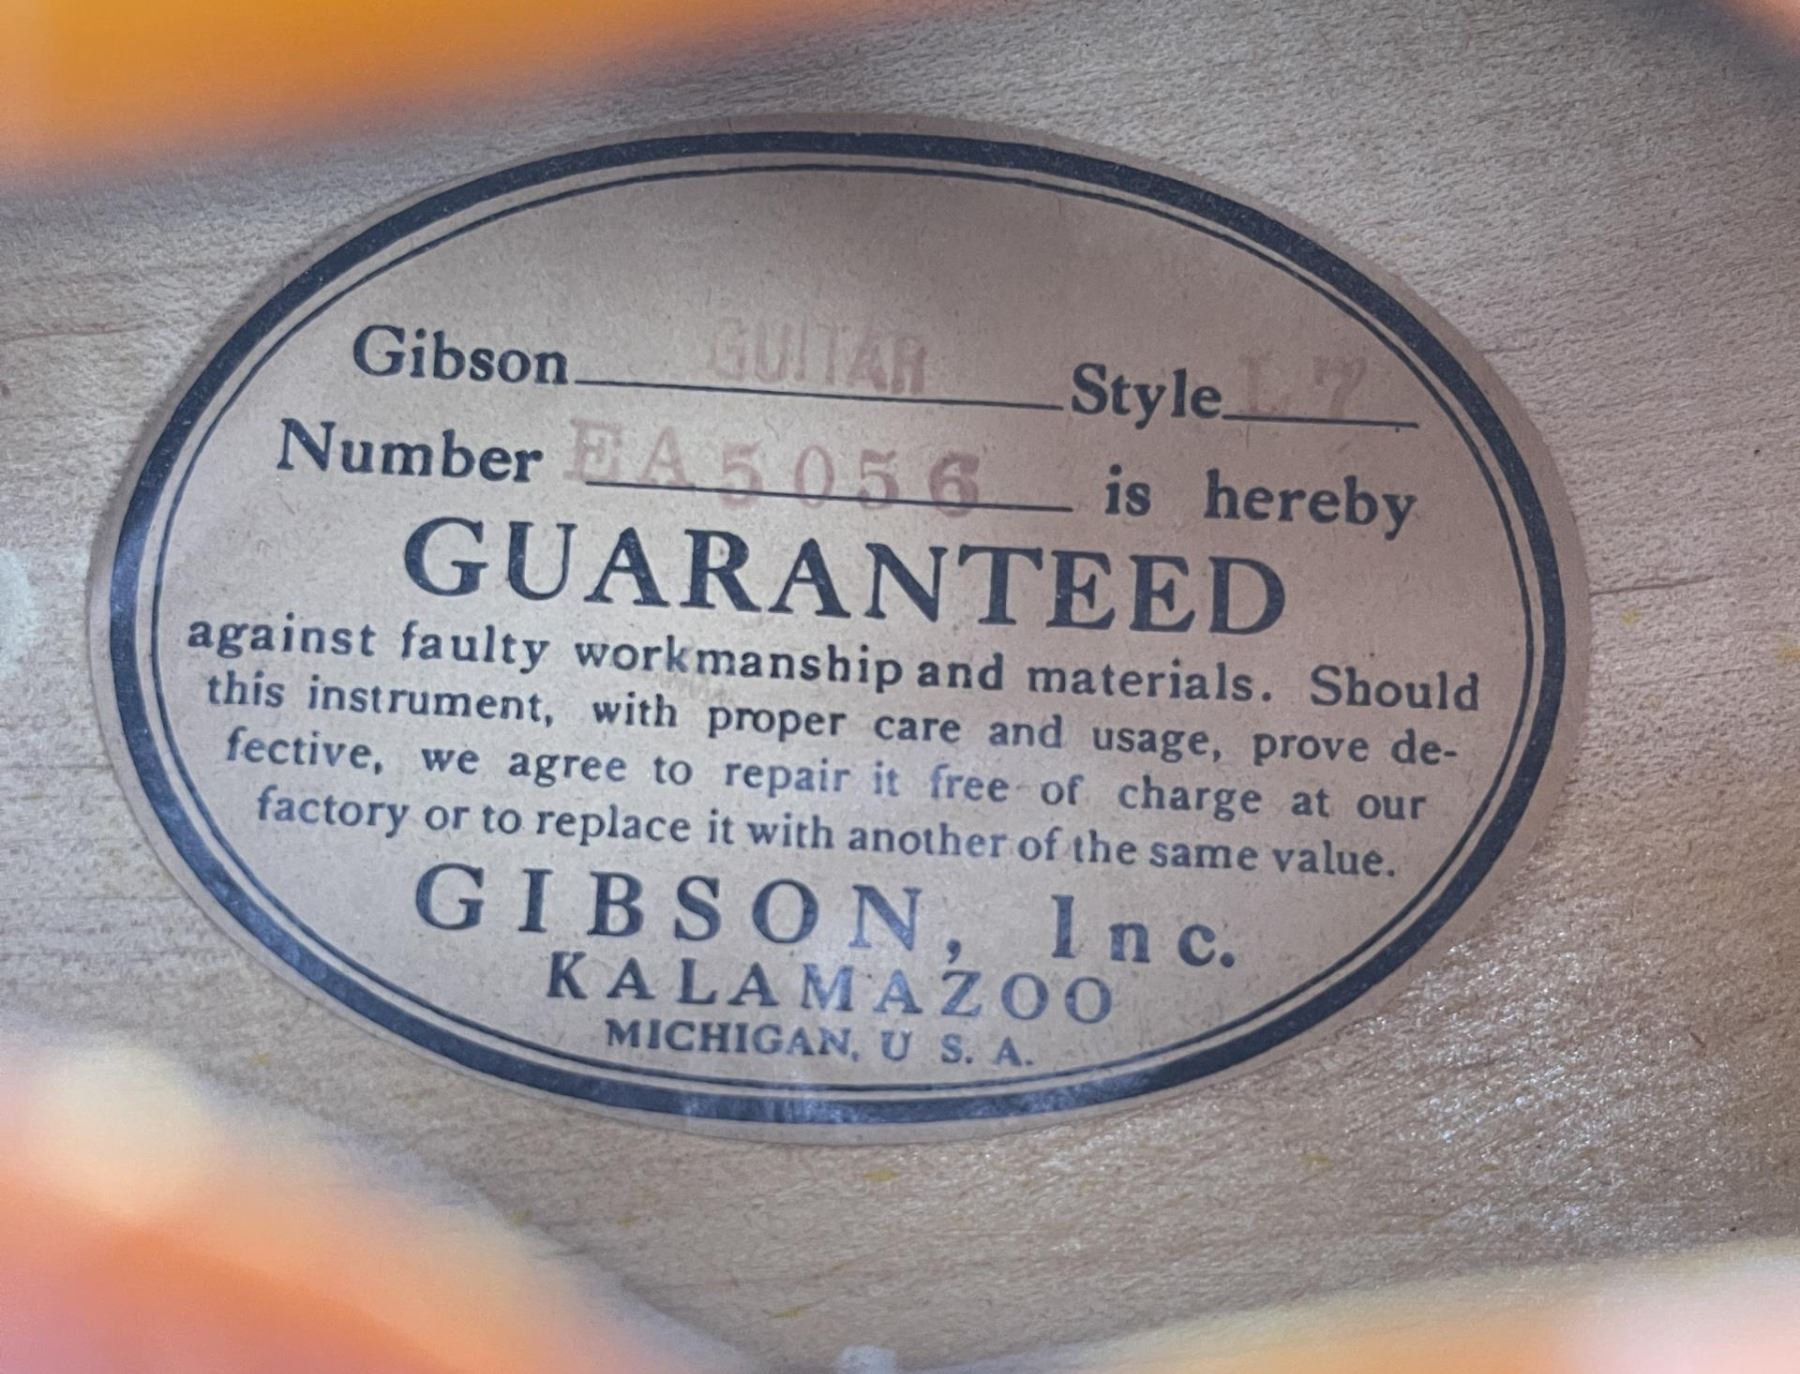 Gibson GUITAR Style L 7
Number EA5056 is hereby
GUARANTEED
against faulty workmanship and materials. Should
this instrument, with proper care and usage, prove de-
fective, we agree to repair it free of charge at our
factory or to replace it with another of the same value.
GIBSON, Inc.
KALAMAZOO
MICHIGAN, U S. A.